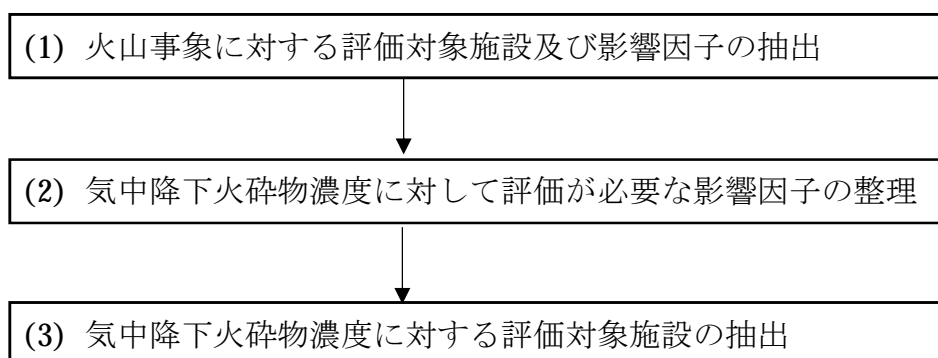 (1) 火山事象に対する評価対象施設及び影響因子の抽出
(2) 気中降下火砕物濃度に対して評価が必要な影響因子の整理
(3) 気中降下火砕物濃度に対する評価対象施設の抽出